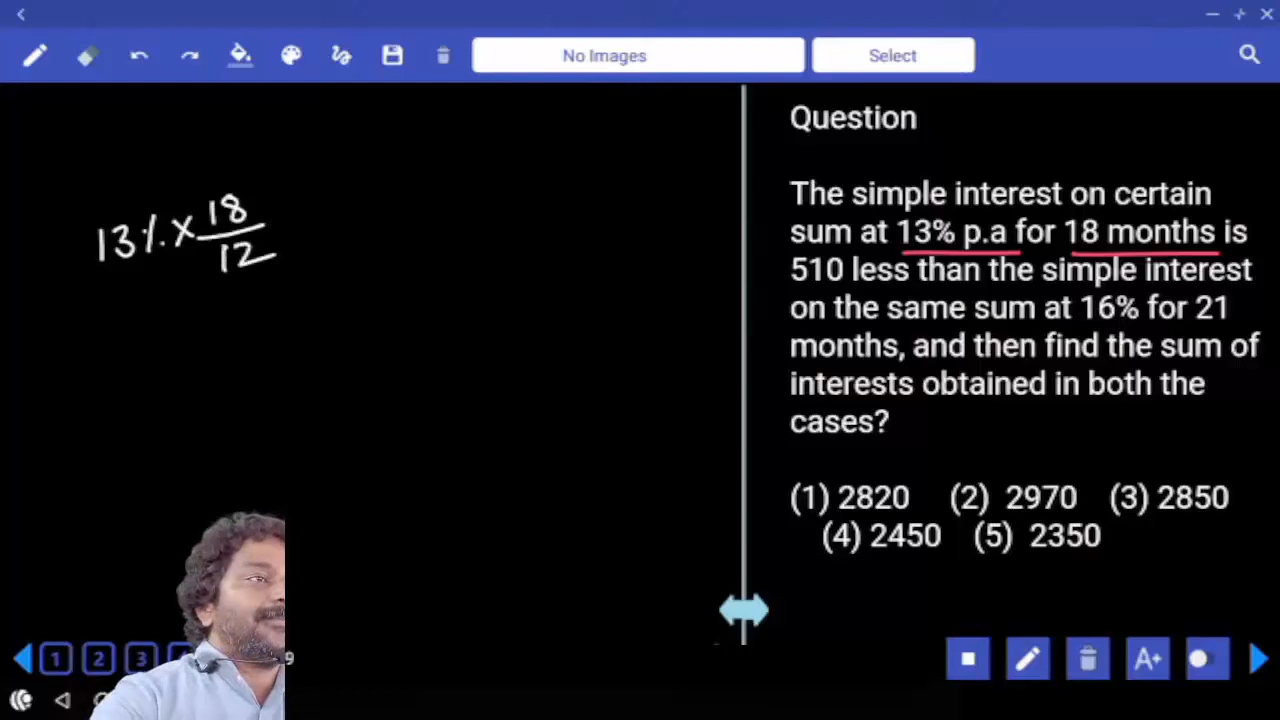 No Images
Select
13% x 18/12
Question
The simple interest on certain
sum at 13% p.a for 18 months is
510 less than the simple interest
on the same sum at 16% for 21
months, and then find the sum of
interests obtained in both the
cases?
(1) 2820 (2) 2970 (3) 2850
(4) 2450 (5) 2350
1 2 3
9
A+